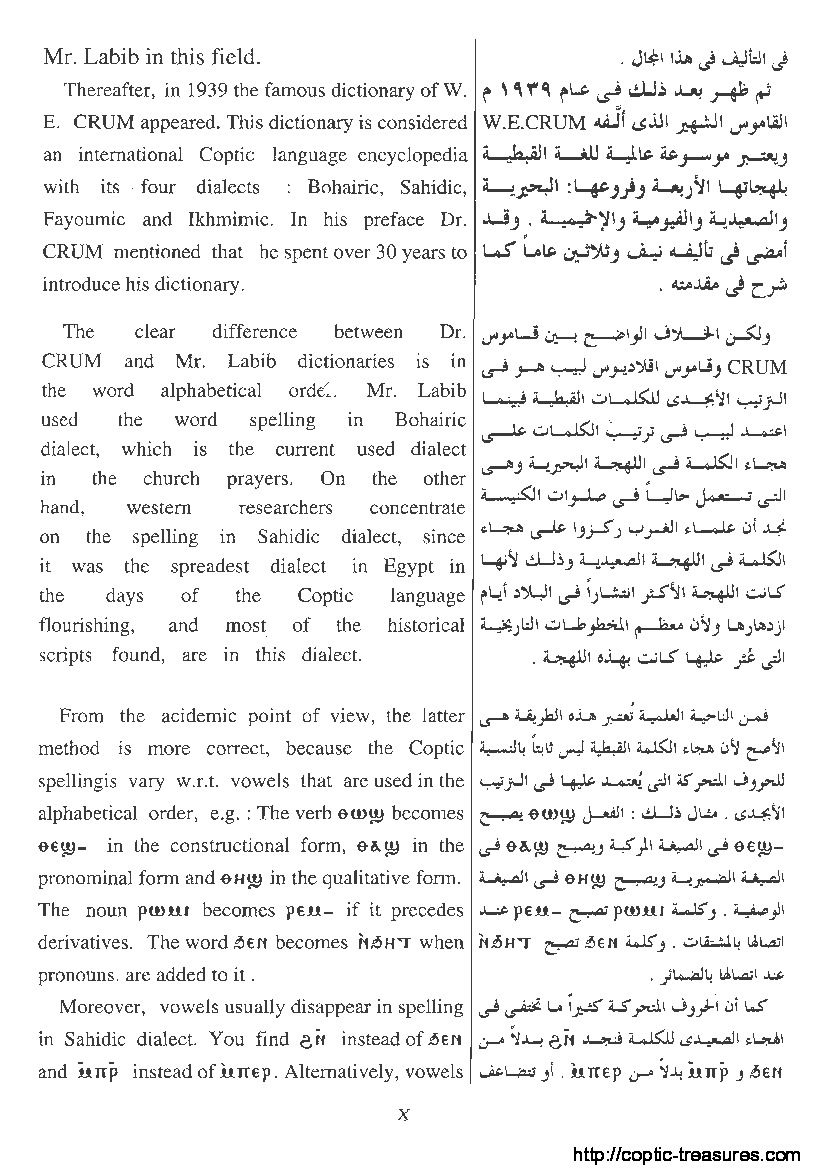 Mr. Labib in this field.
Thereafter, in 1939 the famous dictionary of W.
E. CRUM appeared. This dictionary is considered
an international Coptic language encyclopedia
with its four dialects : Bohairic, Sahidic,
Fayoumic and Ikhmimic. In his preface Dr.
CRUM mentioned that he spent over 30 years to
introduce his dictionary.
The clear difference between Dr.
CRUM and Mr. Labib dictionaries is in
the word alphabetical order. Mr. Labib
used the word spelling in Bohairic
dialect, which is the current used dialect
in the church prayers. On the other
hand, western researchers concentrate
on the spelling in Sahidic dialect, since
it was the spreadest dialect in Egypt in
the days of the Coptic language
flourishing, and most of the historical
scripts found, are in this dialect.
From the acidemic point of view, the latter
method is more correct, because the Coptic
spellingis vary w.r.t. vowels that are used in the
alphabetical order, e.g. : The verb ⲑⲱϣ becomes
ⲑⲉϣ- in the constructional form, ⲑⲁϣ in the
pronominal form and ⲑⲏϣ in the qualitative form.
The noun ⲣⲱⲙⲓ becomes ⲣⲉⲙ- if it precedes
derivatives. The word ϧⲉⲛ becomes ⲛ̀ϧⲏⲧ when
pronouns. are added to it .
Moreover, vowels usually disappear in spelling
in Sahidic dialect. You find ϩⲛ̄ instead of ϧⲉⲛ
and ⲙ̄ⲡⲣ̄ instead of ⲙ̀ⲡⲉⲣ. Alternatively, vowels
فى التأليف فى هذا المجال .
ثم ظهر بعد ذلك فى عام ١٩٣٩ م
القاموس الشهير الذى ألَّفه W.E.CRUM
ويعتبر موسوعة عالمية للغة القبطية
بلهجاتها الأربعة وفروعها: البحيرية
والصعيدية والفيومية والإخميمية . وقد
أمضى فى تأليفه نيف وثلاثين عاماً كما
شرح فى مقدمته .
ولكن الخلاف الواضح بين قاموس
CRUM وقاموس اقلاديوس لبيب هو فى
الترتيب الأبجدى للكلمات القبطية فبينما
اعتمد لبيب فى ترتيب الكلمات على
هجاء الكلمة فى اللهجة البحيرية وهى
التى تستعمل حالياً فى صلوات الكنيسة
نجد أن علماء الغرب ركزوا على هجاء
الكلمة فى اللهجة الصعيدية وذلك لأنها
كانت اللهجة الأكثر انتشاراً فى البلاد أيام
ازدهارها ولأن معظم المخطوطات التاريخية
التى عُثر عليها كانت بهذه اللهجة .
فمن الناحية العلمية تُعتبر هذه الطريقة هى
الأصح لأن هجاء الكلمة القبطية ليس ثابتاً بالنسبة
للحروف المتحركة التى يُعتمد عليها فى الترتيب
الأبجدى . مثال ذلك : الفعل ⲑⲱϣ يصبح
ⲑⲉϣ- فى الصيغة المركبة ويصبح ⲑⲁϣ فى
الصيغة الضميرية ويصبح ⲑⲏϣ فى الصيغة
الوصفية . وكلمة ⲣⲱⲙⲓ تصبح ⲣⲉⲙ- عند
اتصالها بالمشتقات . وكلمة ϧⲉⲛ تصبح ⲛ̀ϧⲏⲧ
عند اتصالها بالضمائر .
كما أن الحروف المتحركة كثيراً ما تختفى فى
الهجاء الصعيدى للكلمة فنجد ϩⲛ̄ بدلاً من
ϧⲉⲛ و ⲙ̄ⲡⲣ̄ بدلاً من ⲙ̀ⲡⲉⲣ . أو تتضاعف
X
http://coptic-treasures.com